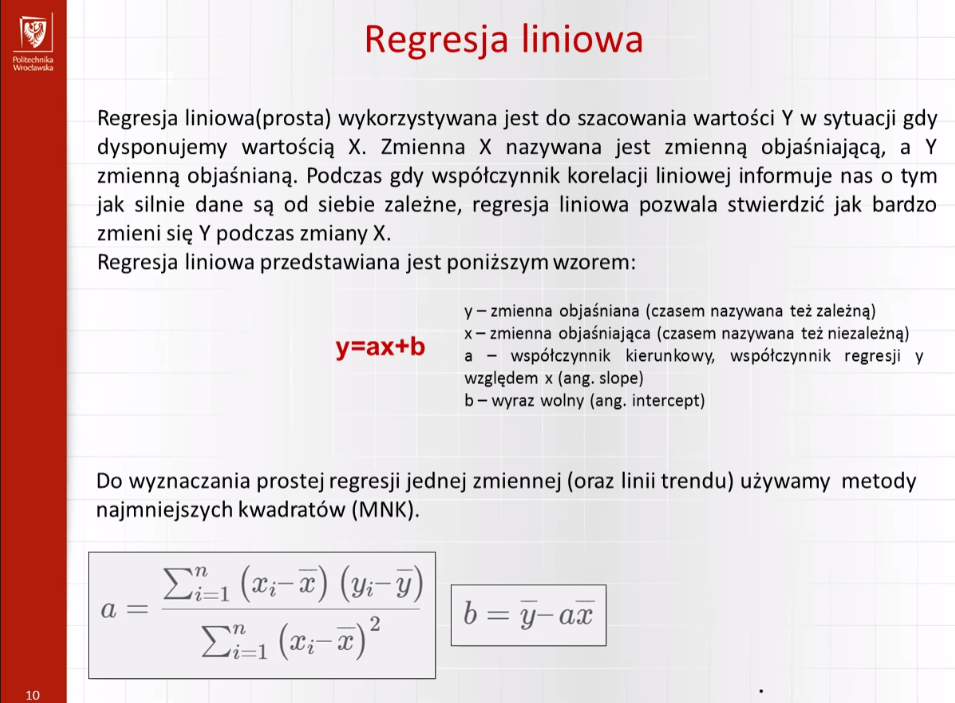 Politechnika
Wrocławska
Regresja liniowa
Regresja liniowa(prosta) wykorzystywana jest do szacowania wartości Y w sytuacji gdy
dysponujemy wartością X. Zmienna X nazywana jest zmienną objaśniającą, a Y
zmienną objaśnianą. Podczas gdy współczynnik korelacji liniowej informuje nas o tym
jak silnie dane są od siebie zależne, regresja liniowa pozwala stwierdzić jak bardzo
zmieni się Y podczas zmiany X.
Regresja liniowa przedstawiana jest poniższym wzorem:
y=ax+b
y – zmienna objaśniana (czasem nazywana też zależną)
x – zmienna objaśniająca (czasem nazywana też niezależną)
a – współczynnik kierunkowy, współczynnik regresji y
względem x (ang. slope)
b – wyraz wolny (ang. intercept)
Do wyznaczania prostej regresji jednej zmiennej (oraz linii trendu) używamy metody
najmniejszych kwadratów (MNK).
a = \frac{\sum_{i=1}^{n} (x_i - \overline{x}) (y_i - \overline{y})}{\sum_{i=1}^{n} (x_i - \overline{x})^2}
b = \overline{y} - a\overline{x}
10